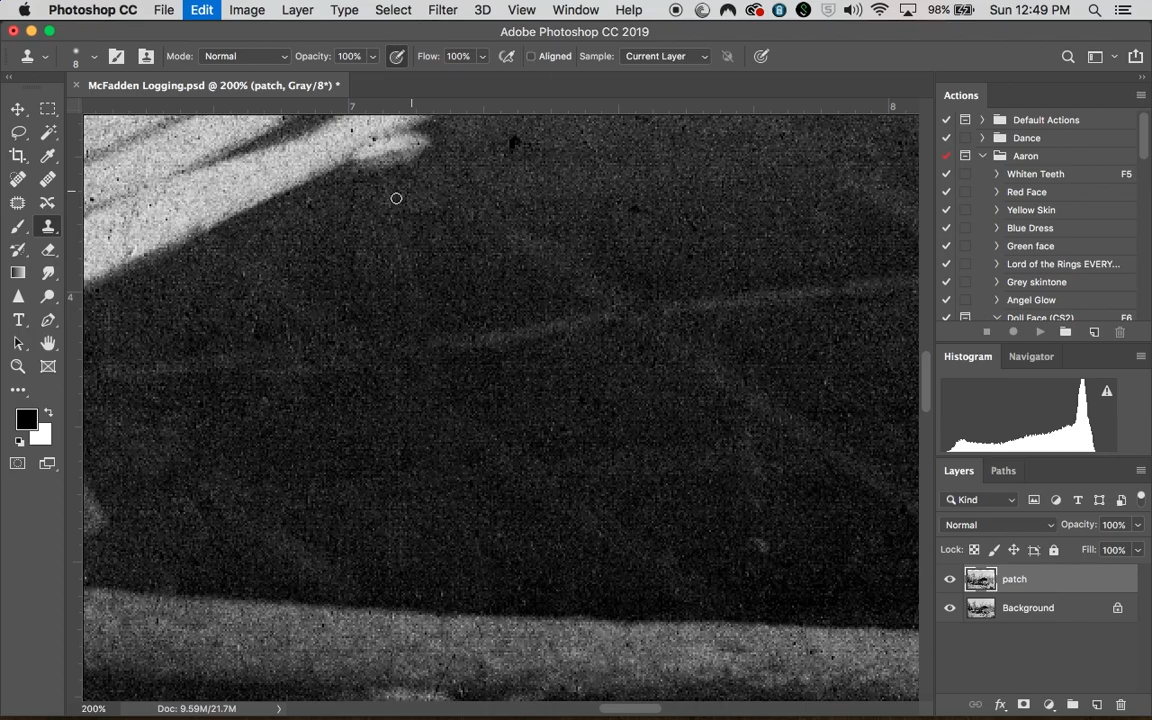 Photoshop CC File Edit Image Layer Type Select Filter 3D View Window Help 98% Sun 12:49 PM
Adobe Photoshop CC 2019
8 Mode: Normal Opacity: 100% Flow: 100% Aligned Sample: Current Layer
McFadden Logging.psd @ 200% (patch, Gray/8*) *
7 8
4
Actions
Default Actions
Dance
Aaron
Whiten Teeth F5
Red Face
Yellow Skin
Blue Dress
Green face
Lord of the Rings EVERY...
Grey skintone
Angel Glow
Doll Face (CS2) F6
Histogram Navigator
Layers Paths
Kind
Normal Opacity: 100%
Lock: Fill: 100%
patch
Background
200% Doc: 9.59M/21.7M